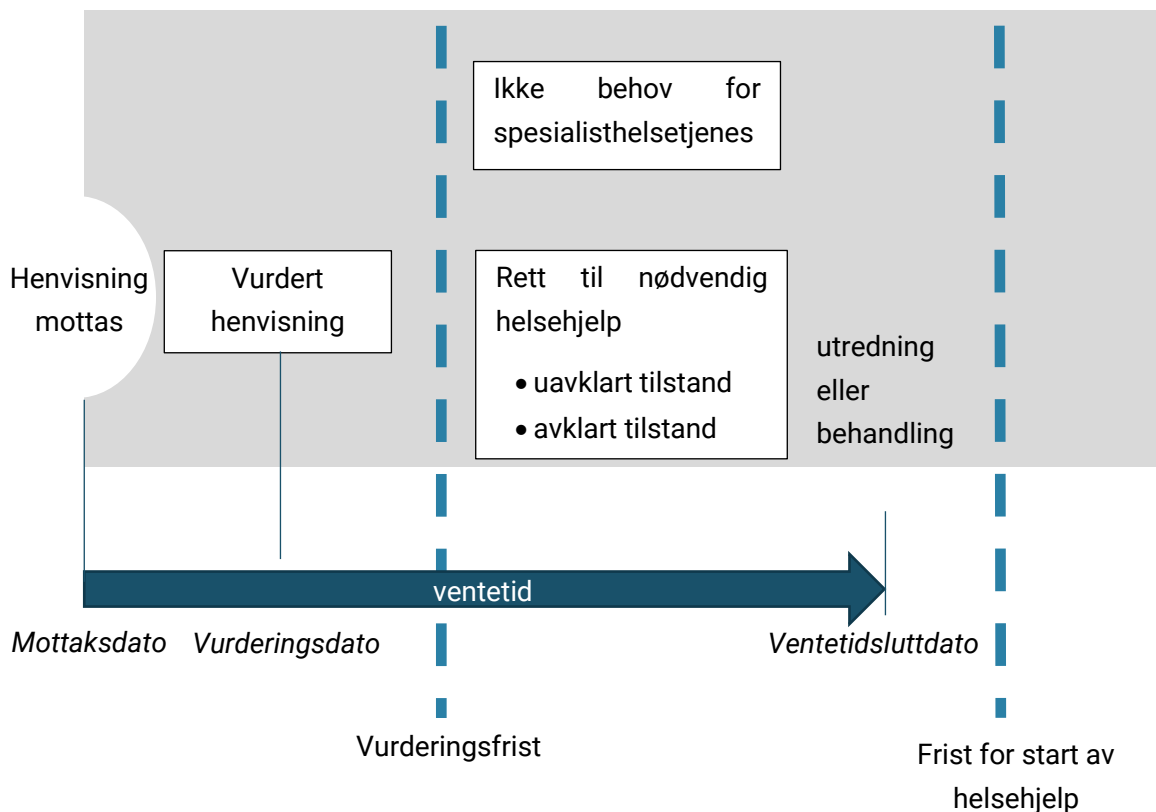 Ikke behov for
spesialisthelsetjenes
Henvisning
mottas
Vurdert
henvisning
Rett til nødvendig
helsehjelp
• uavklart tilstand
• avklart tilstand
utredning
eller
behandling
ventetid
Mottaksdato
Vurderingsdato
Ventetidsluttdato
Vurderingsfrist
Frist for start av
helsehjelp